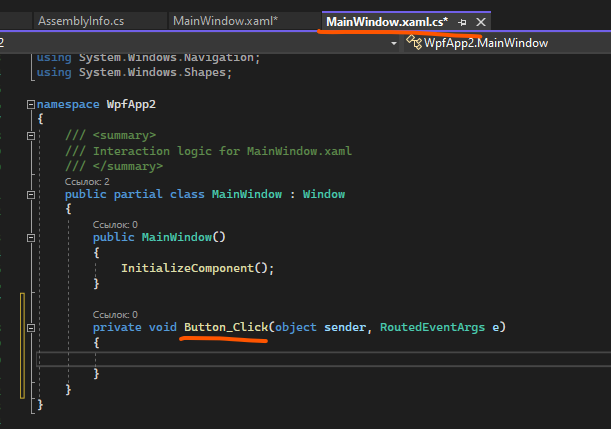 AssemblyInfo.cs MainWindow.xaml* MainWindow.xaml.cs*
2 WpfApp2.MainWindow
using System.Windows.Navigation;
using System.Windows.Shapes;
namespace WpfApp2
{
/// <summary>
/// Interaction logic for MainWindow.xaml
/// </summary>
Ссылок: 2
public partial class MainWindow : Window
{
Ссылок: 0
public MainWindow()
{
InitializeComponent();
}
Ссылок: 0
private void Button_Click(object sender, RoutedEventArgs e)
{
}
}
}